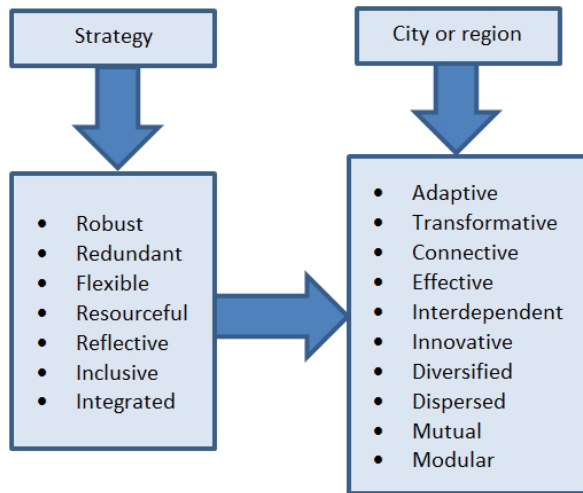 Strategy
City or region
• Robust
• Redundant
• Flexible
• Resourceful
• Reflective
• Inclusive
• Integrated
• Adaptive
• Transformative
• Connective
• Effective
• Interdependent
• Innovative
• Diversified
• Dispersed
• Mutual
• Modular